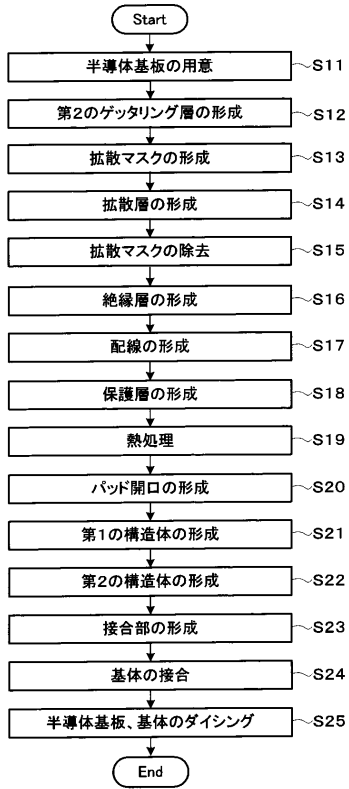 Start
半導体基板の用意 S11
第2のゲッタリング層の形成 S12
拡散マスクの形成 S13
拡散層の形成 S14
拡散マスクの除去 S15
絶縁層の形成 S16
配線の形成 S17
保護層の形成 S18
熱処理 S19
パッド開口の形成 S20
第1の構造体の形成 S21
第2の構造体の形成 S22
接合部の形成 S23
基体の接合 S24
半導体基板、基体のダイシング S25
End